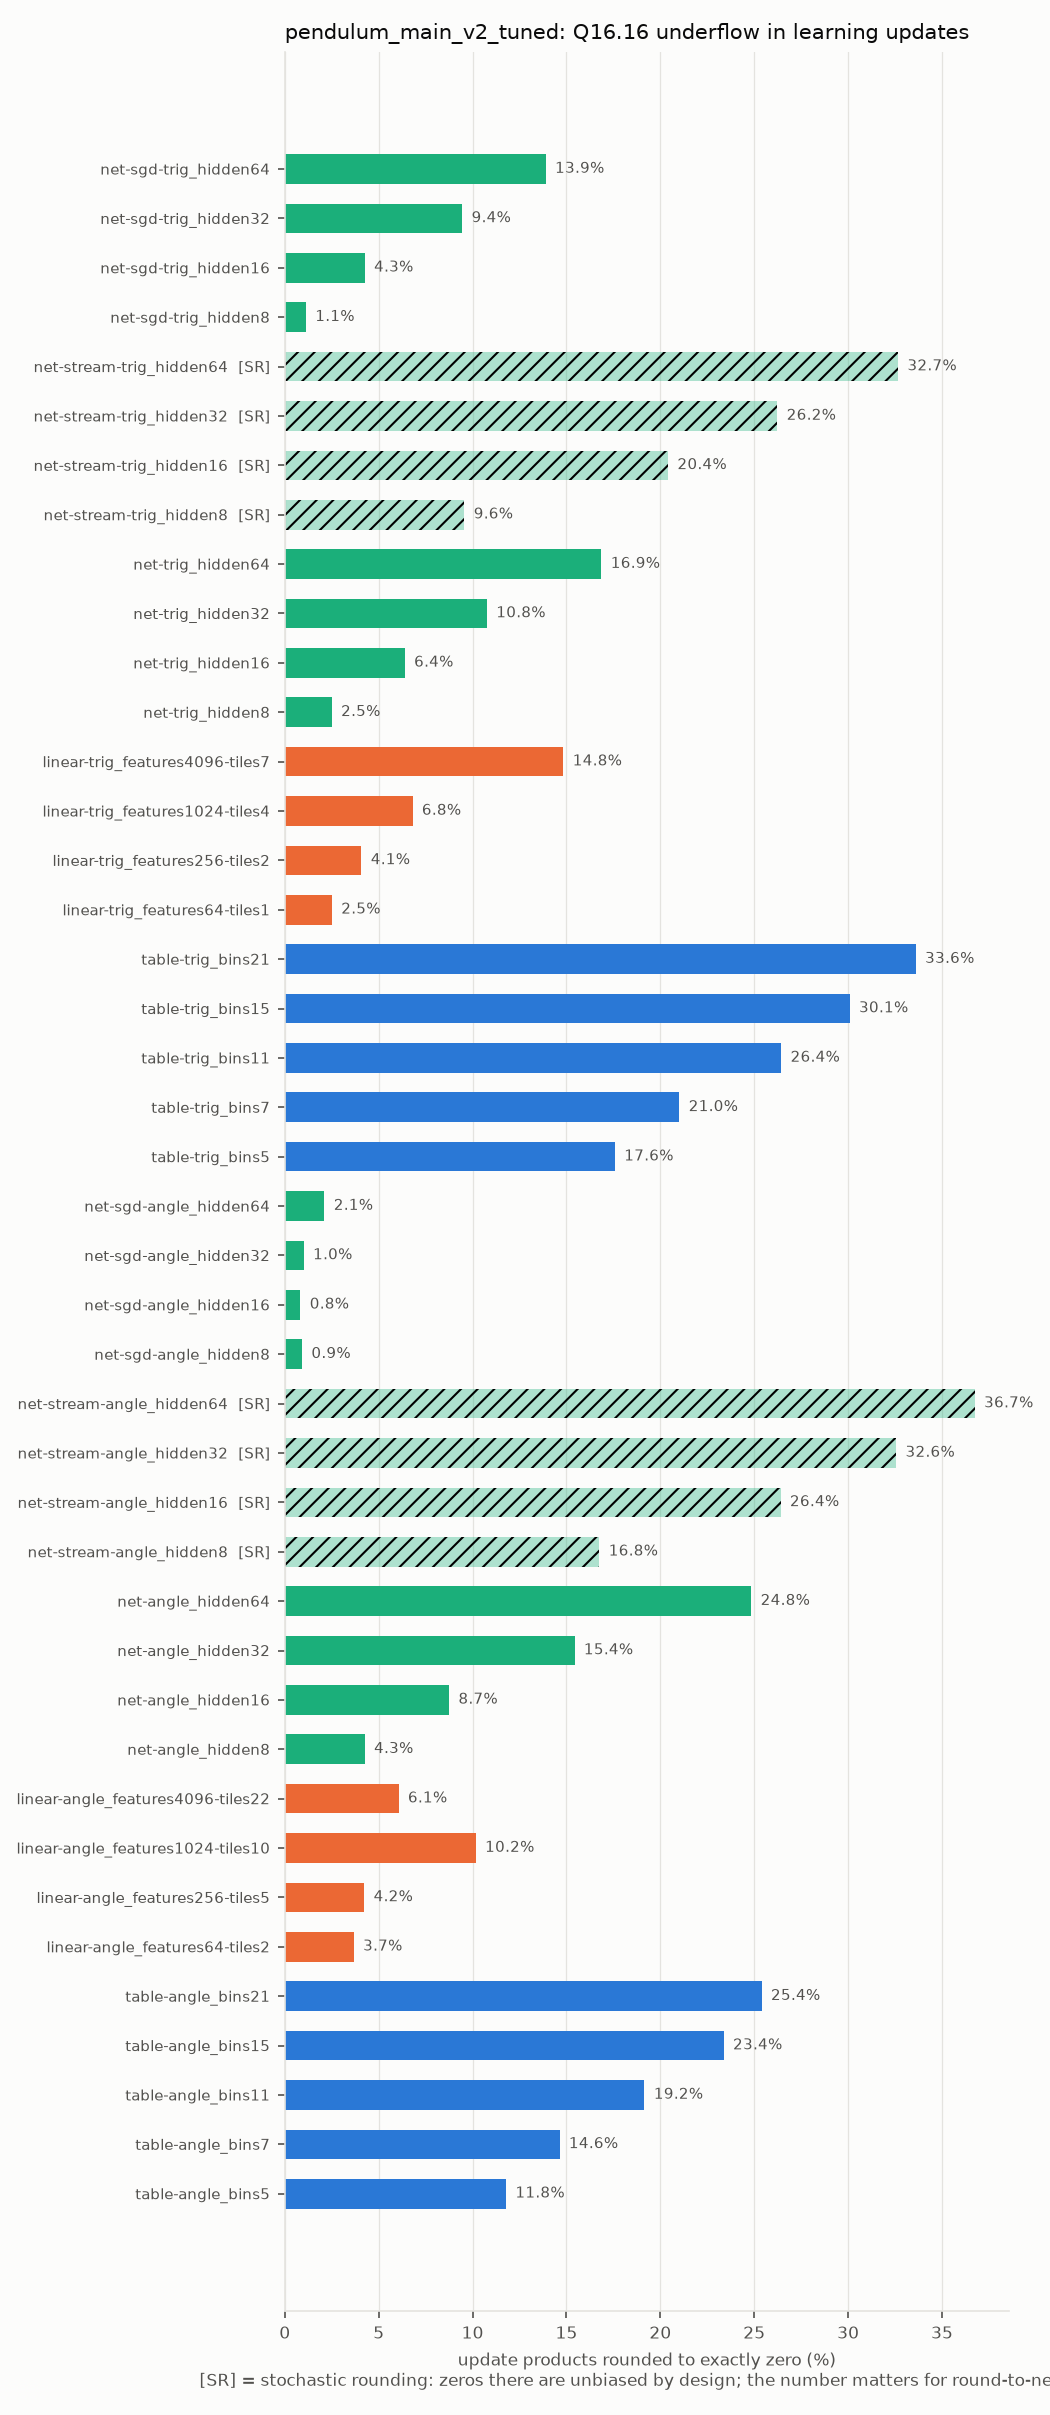 pendulum_main_v2_tuned: Q16.16 underflow in learning updates
net-sgd-trig_hidden64 13.9%
net-sgd-trig_hidden32 9.4%
net-sgd-trig_hidden16 4.3%
net-sgd-trig_hidden8 1.1%
net-stream-trig_hidden64 [SR] 32.7%
net-stream-trig_hidden32 [SR] 26.2%
net-stream-trig_hidden16 [SR] 20.4%
net-stream-trig_hidden8 [SR] 9.6%
net-trig_hidden64 16.9%
net-trig_hidden32 10.8%
net-trig_hidden16 6.4%
net-trig_hidden8 2.5%
linear-trig_features4096-tiles7 14.8%
linear-trig_features1024-tiles4 6.8%
linear-trig_features256-tiles2 4.1%
linear-trig_features64-tiles1 2.5%
table-trig_bins21 33.6%
table-trig_bins15 30.1%
table-trig_bins11 26.4%
table-trig_bins7 21.0%
table-trig_bins5 17.6%
net-sgd-angle_hidden64 2.1%
net-sgd-angle_hidden32 1.0%
net-sgd-angle_hidden16 0.8%
net-sgd-angle_hidden8 0.9%
net-stream-angle_hidden64 [SR] 36.7%
net-stream-angle_hidden32 [SR] 32.6%
net-stream-angle_hidden16 [SR] 26.4%
net-stream-angle_hidden8 [SR] 16.8%
net-angle_hidden64 24.8%
net-angle_hidden32 15.4%
net-angle_hidden16 8.7%
net-angle_hidden8 4.3%
linear-angle_features4096-tiles22 6.1%
linear-angle_features1024-tiles10 10.2%
linear-angle_features256-tiles5 4.2%
linear-angle_features64-tiles2 3.7%
table-angle_bins21 25.4%
table-angle_bins15 23.4%
table-angle_bins11 19.2%
table-angle_bins7 14.6%
table-angle_bins5 11.8%
0 5 10 15 20 25 30 35
update products rounded to exactly zero (%)
[SR] = stochastic rounding: zeros there are unbiased by design; the number matters for round-to-ne